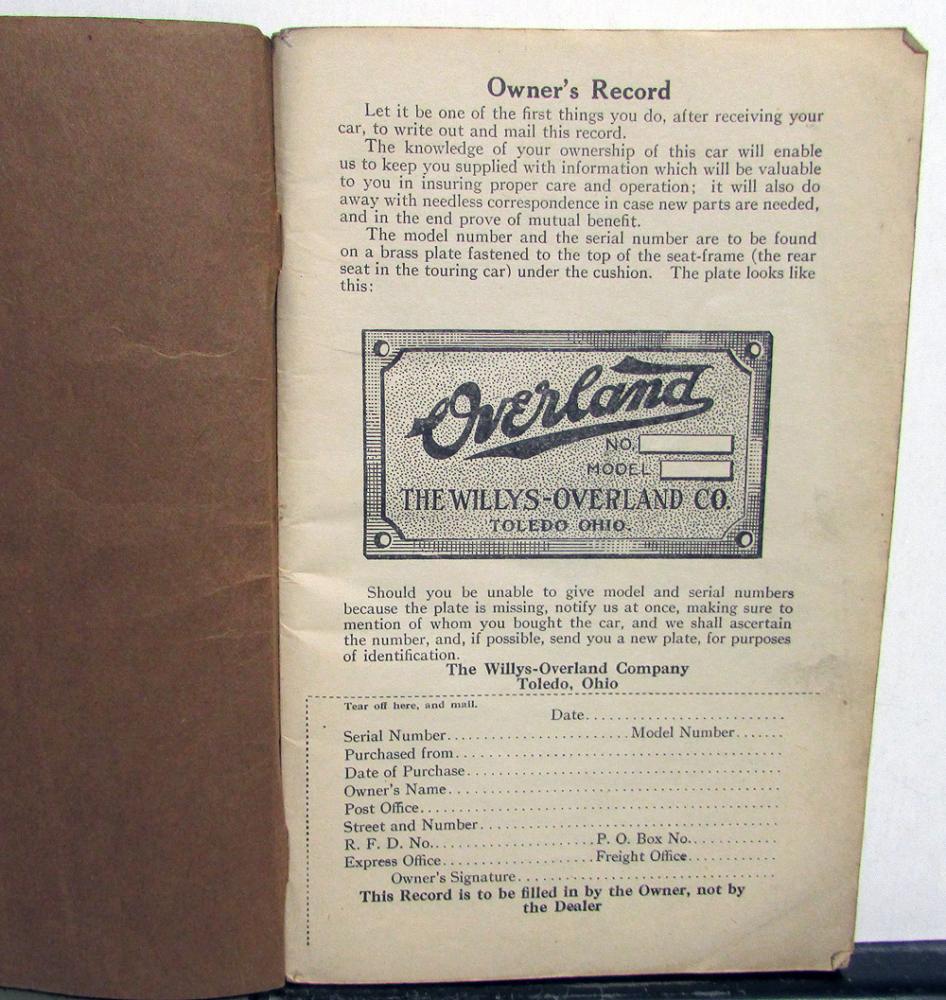 Owner's Record
Let it be one of the first things you do, after receiving your
car, to write out and mail this record.
The knowledge of your ownership of this car will enable
us to keep you supplied with information which will be valuable
to you in insuring proper care and operation; it will also do
away with needless correspondence in case new parts are needed,
and in the end prove of mutual benefit.
The model number and the serial number are to be found
on a brass plate fastened to the top of the seat-frame (the rear
seat in the touring car) under the cushion. The plate looks like
this:
Overland
NO.
MODEL
THE WILLYS-OVERLAND CO.
TOLEDO OHIO.
Should you be unable to give model and serial numbers
because the plate is missing, notify us at once, making sure to
mention of whom you bought the car, and we shall ascertain
the number, and, if possible, send you a new plate, for purposes
of identification.
The Willys-Overland Company
Toledo, Ohio
Tear off here, and mail.
Date..........................
Serial Number........................Model Number.......
Purchased from...........................................
Date of Purchase.........................................
Owner's Name............................................
Post Office...............................................
Street and Number.......................................
R. F. D. No......................P. O. Box No............
Express Office....................Freight Office............
Owner's Signature.................................
This Record is to be filled in by the Owner, not by
the Dealer